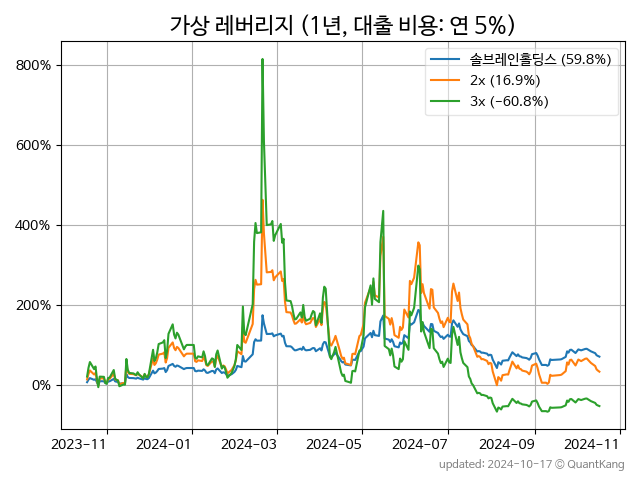 가상 레버리지 (1년, 대출 비용: 연 5%)
솔브레인홀딩스 (59.8%)
2x (16.9%)
3x (−60.8%)
800%
600%
400%
200%
0%
2023-11
2024-01
2024-03
2024-05
2024-07
2024-09
2024-11
updated: 2024-10-17 © QuantKang